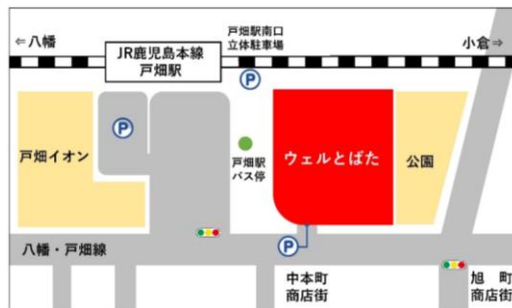 ⇐八幡
戸畑駅南口
立体駐車場
小倉⇒
JR鹿児島本線
戸畑駅
P
P
戸畑イオン
戸畑駅
バス停
ウェルとばた
公園
八幡・戸畑線
P
中本町
商店街
旭 町
商店街